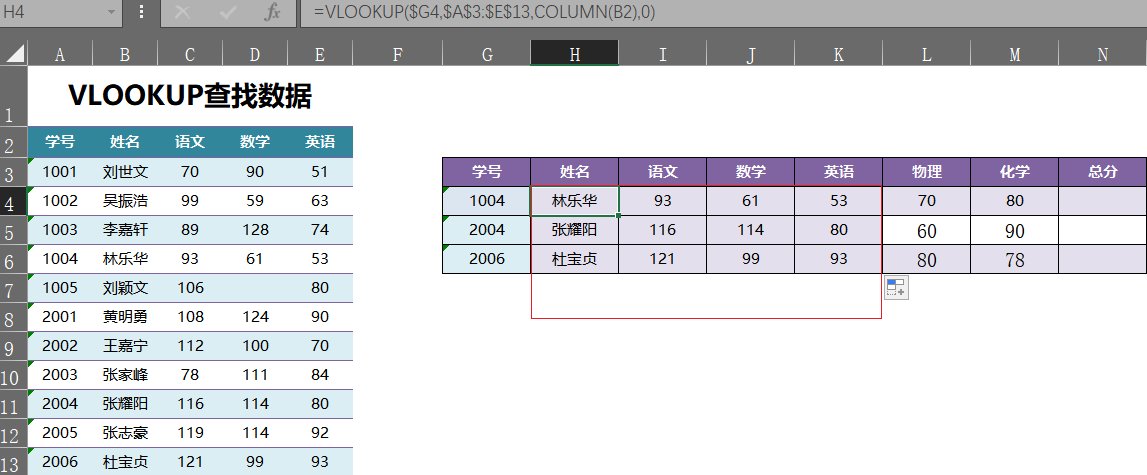 H4 fx =VLOOKUP($G4,$A$3:$E$13,COLUMN(B2),0)
A B C D E F G H I J K L M N
1 VLOOKUP查找数据
2 学号 姓名 语文 数学 英语
3 1001 刘世文 70 90 51 学号 姓名 语文 数学 英语 物理 化学 总分
4 1002 吴振浩 99 59 63 1004 林乐华 93 61 53 70 80
5 1003 李嘉轩 89 128 74 2004 张耀阳 116 114 80 60 90
6 1004 林乐华 93 61 53 2006 杜宝贞 121 99 93 80 78
7 1005 刘颖文 106 80
8 2001 黄明勇 108 124 90
9 2002 王嘉宁 112 100 70
10 2003 张家峰 78 111 84
11 2004 张耀阳 116 114 80
12 2005 张志豪 119 114 92
13 2006 杜宝贞 121 99 93